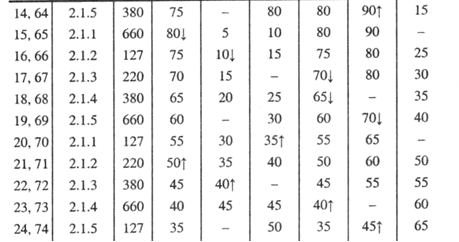 14, 64 2.1.5 380 75 – 80 80 90↑ 15
15, 65 2.1.1 660 80↓ 5 10 80 90 –
16, 66 2.1.2 127 75 10↓ 15 75 80 25
17, 67 2.1.3 220 70 15 – 70↓ 80 30
18, 68 2.1.4 380 65 20 25 65↓ – 35
19, 69 2.1.5 660 60 – 30 60 70↓ 40
20, 70 2.1.1 127 55 30 35↑ 55 65 –
21, 71 2.1.2 220 50↑ 35 40 50 60 50
22, 72 2.1.3 380 45 40↑ – 45 55 55
23, 73 2.1.4 660 40 45 45 40↑ – 60
24, 74 2.1.5 127 35 – 50 35 45↑ 65